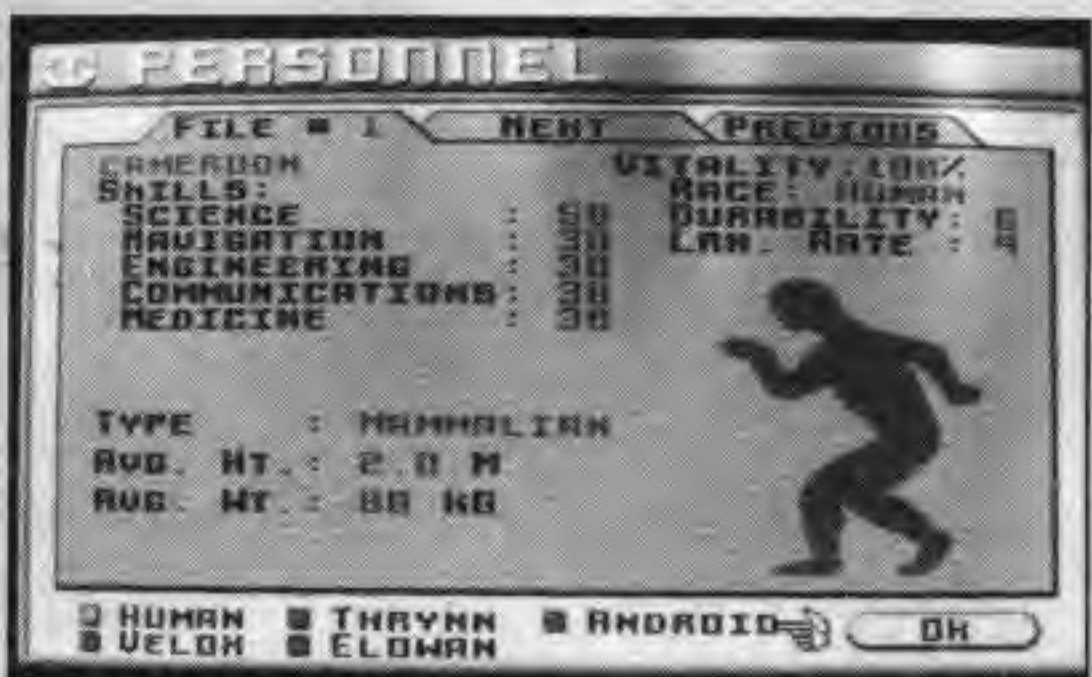 PERSONNEL
FILE # 1 NEXT PREVIOUS
VITALITY:100%
SKILLS: RACE: HUMAN
SCIENCE : 50 DURABILITY: 6
NAVIGATION : 30 LRN. RATE : 9
ENGINEERING : 30
COMMUNICATIONS: 30
MEDICINE : 30
TYPE : MAMMALIAN
AVG. HT.: 2.0 M
AVG. WT.: 80 KG
HUMAN THRYNN ANDROID OK
VELOX ELOWAN